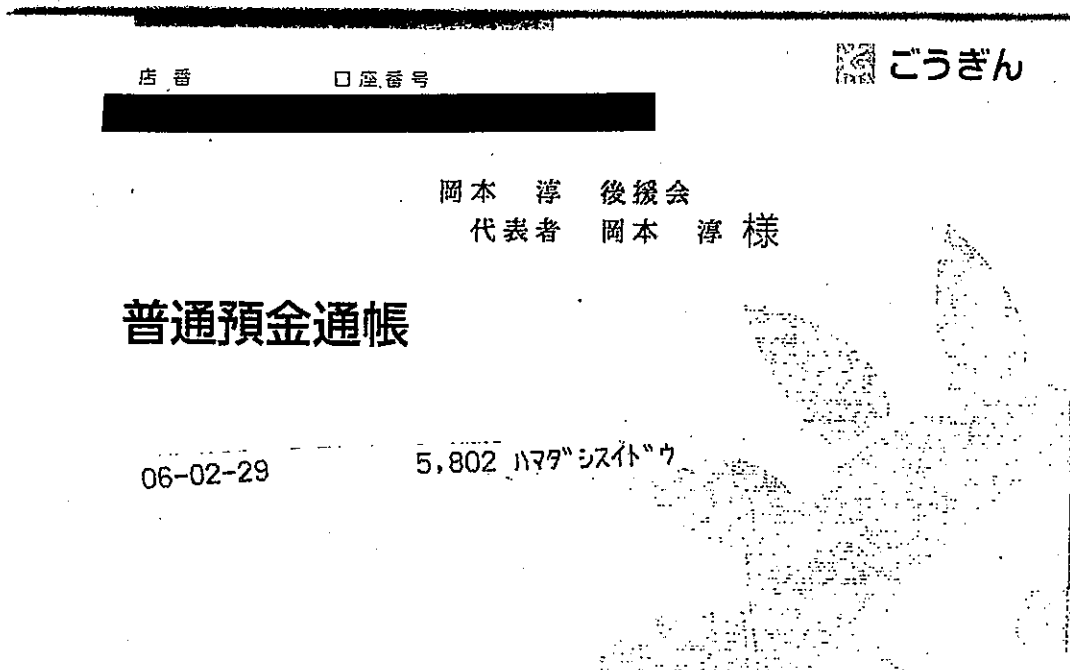 店番 口座番号
ごうぎん
岡本 淳 後援会
代表者 岡本 淳 様
普通預金通帳
06-02-29 5,802 ハマダシスイドウ